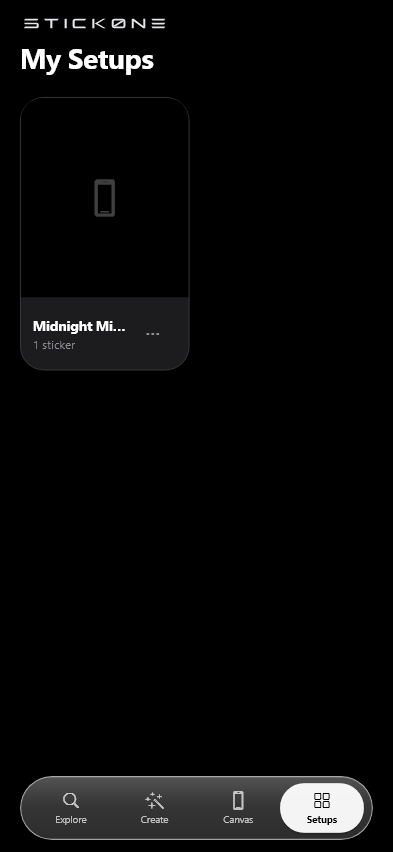 STICKONE
My Setups
Midnight Mi...
1 sticker
Explore
Create
Canvas
Setups